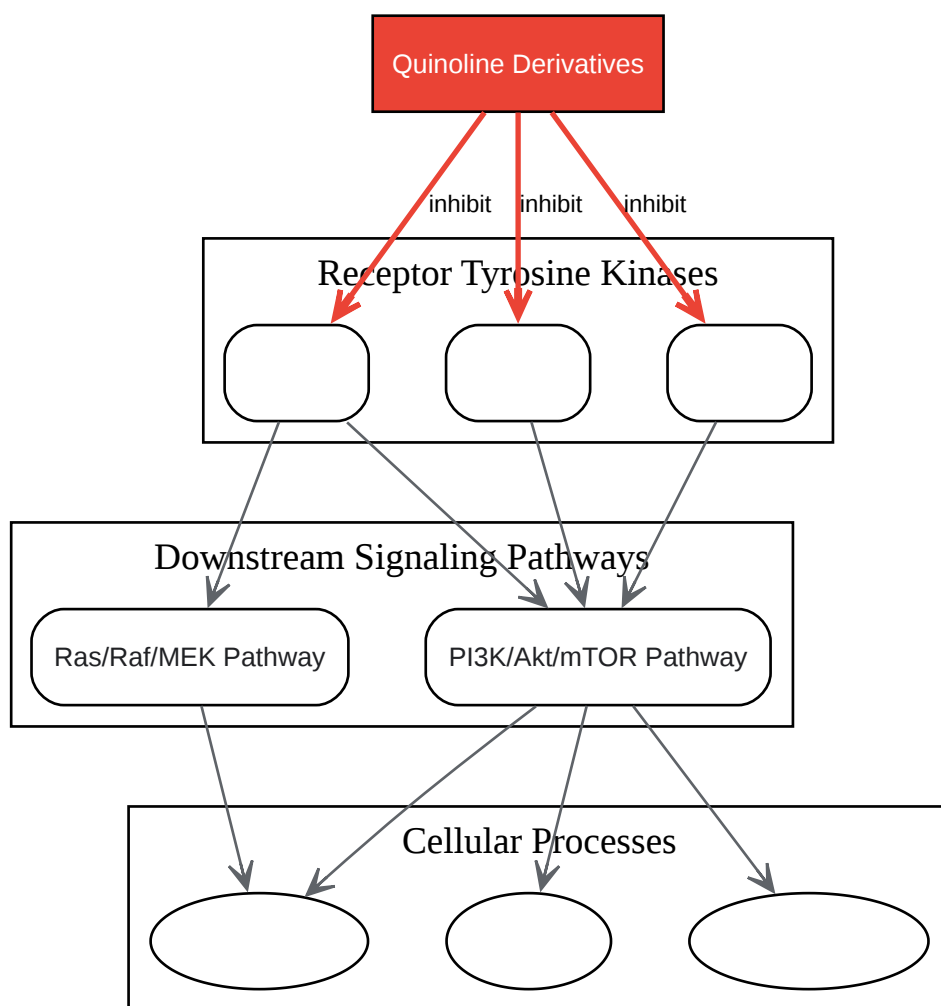 Quinoline Derivatives
inhibit inhibit inhibit
Receptor Tyrosine Kinases
Downstream Signaling Pathways
Ras/Raf/MEK Pathway PI3K/Akt/mTOR Pathway
Cellular Processes